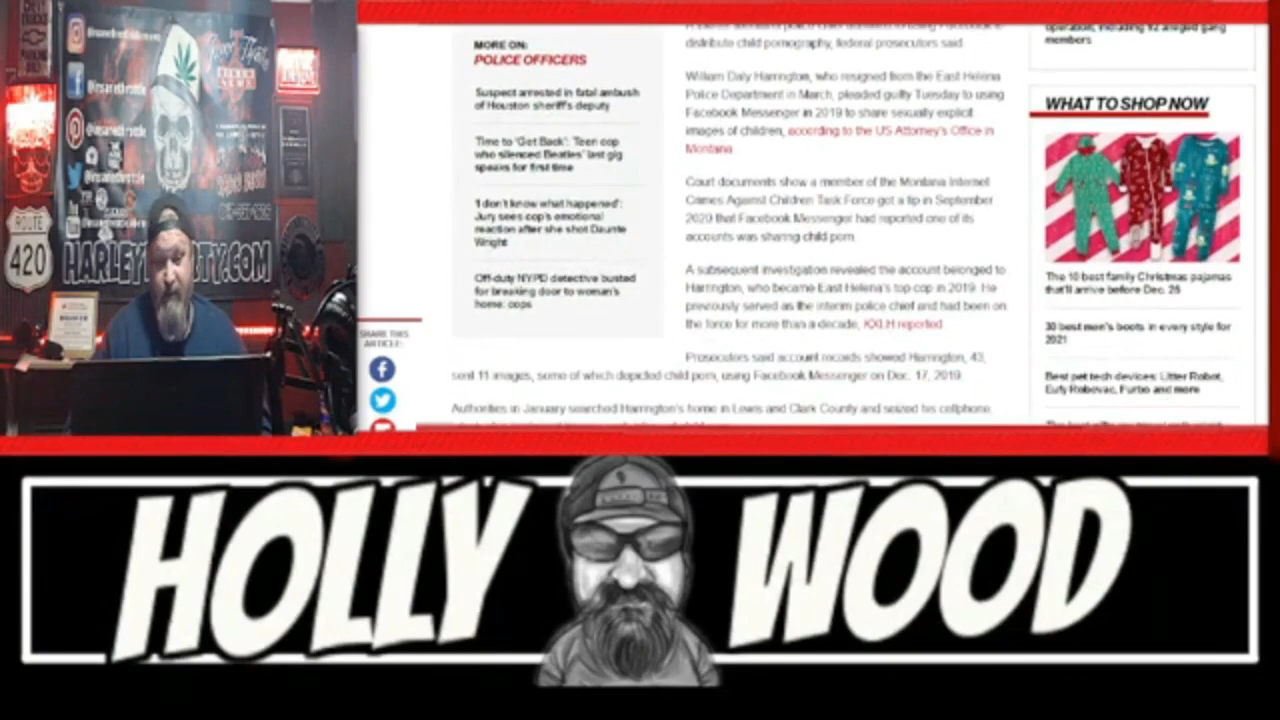 @insanethrottle
@insanethrottle
ROUTE
420
HARLEY
TY.COM
SHARE THIS
ARTICLE:
MORE ON:
POLICE OFFICERS
Suspect arrested in fatal ambush
of Houston sheriff's deputy
Time to 'Get Back': Teen cop
who silenced Beatles' last gig
speaks for first time
'I don't know what happened':
Jury sees cop's emotional
reaction after she shot Daunte
Wright
Off-duty NYPD detective busted
for breaking door to woman's
home: cops
distribute child pornography, federal prosecutors said.
William Daly Harrington, who resigned from the East Helena
Police Department in March, pleaded guilty Tuesday to using
Facebook Messenger in 2019 to share sexually explicit
images of children, according to the US Attorney's Office in
Montana.
Court documents show a member of the Montana Internet
Crimes Against Children Task Force got a tip in September
2020 that Facebook Messenger had reported one of its
accounts was sharing child porn.
A subsequent investigation revealed the account belonged to
Harrington, who became East Helena's top cop in 2019. He
previously served as the interim police chief and had been on
the force for more than a decade, KXLH reported.
Prosecutors said account records showed Harrington, 43,
sent 11 images, some of which depicted child porn, using Facebook Messenger on Dec. 17, 2019.
Authorities in January searched Harrington's home in Lewis and Clark County and seized his cellphone,
operation, including 92 alleged gang
members
WHAT TO SHOP NOW
The 10 best family Christmas pajamas
that'll arrive before Dec. 25
30 best men's boots in every style for
2021
Best pet tech devices: Litter Robot,
Eufy Robovac, Furbo and more
HOLLY WOOD